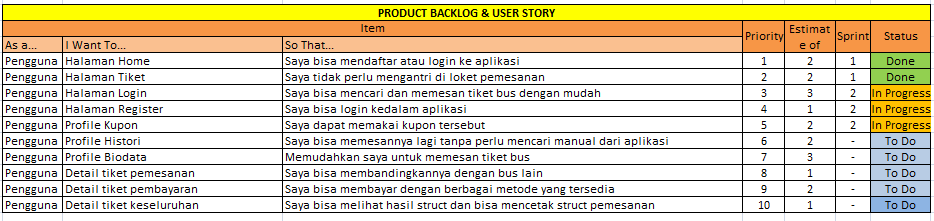 PRODUCT BACKLOG & USER STORY
Item Priority Estimat e of Sprint Status
As a... I Want To... So That...
Pengguna Halaman Home Saya bisa mendaftar atau login ke aplikasi 1 2 1 Done
Pengguna Halaman Tiket Saya tidak perlu mengantri di loket pemesanan 2 2 1 Done
Pengguna Halaman Login Saya bisa mencari dan memesan tiket bus dengan mudah 3 3 2 In Progress
Pengguna Halaman Register Saya bisa login kedalam aplikasi 4 1 2 In Progress
Pengguna Profile Kupon Saya dapat memakai kupon tersebut 5 2 2 In Progress
Pengguna Profile Histori Saya bisa memesannya lagi tanpa perlu mencari manual dari aplikasi 6 2 - To Do
Pengguna Profile Biodata Memudahkan saya untuk memesan tiket bus 7 3 - To Do
Pengguna Detail tiket pemesanan Saya bisa membandingkannya dengan bus lain 8 1 - To Do
Pengguna Detail tiket pembayaran Saya bisa membayar dengan berbagai metode yang tersedia 9 2 - To Do
Pengguna Detail tiket keseluruhan Saya bisa melihat hasil struct dan bisa mencetak struct pemesanan 10 1 - To Do